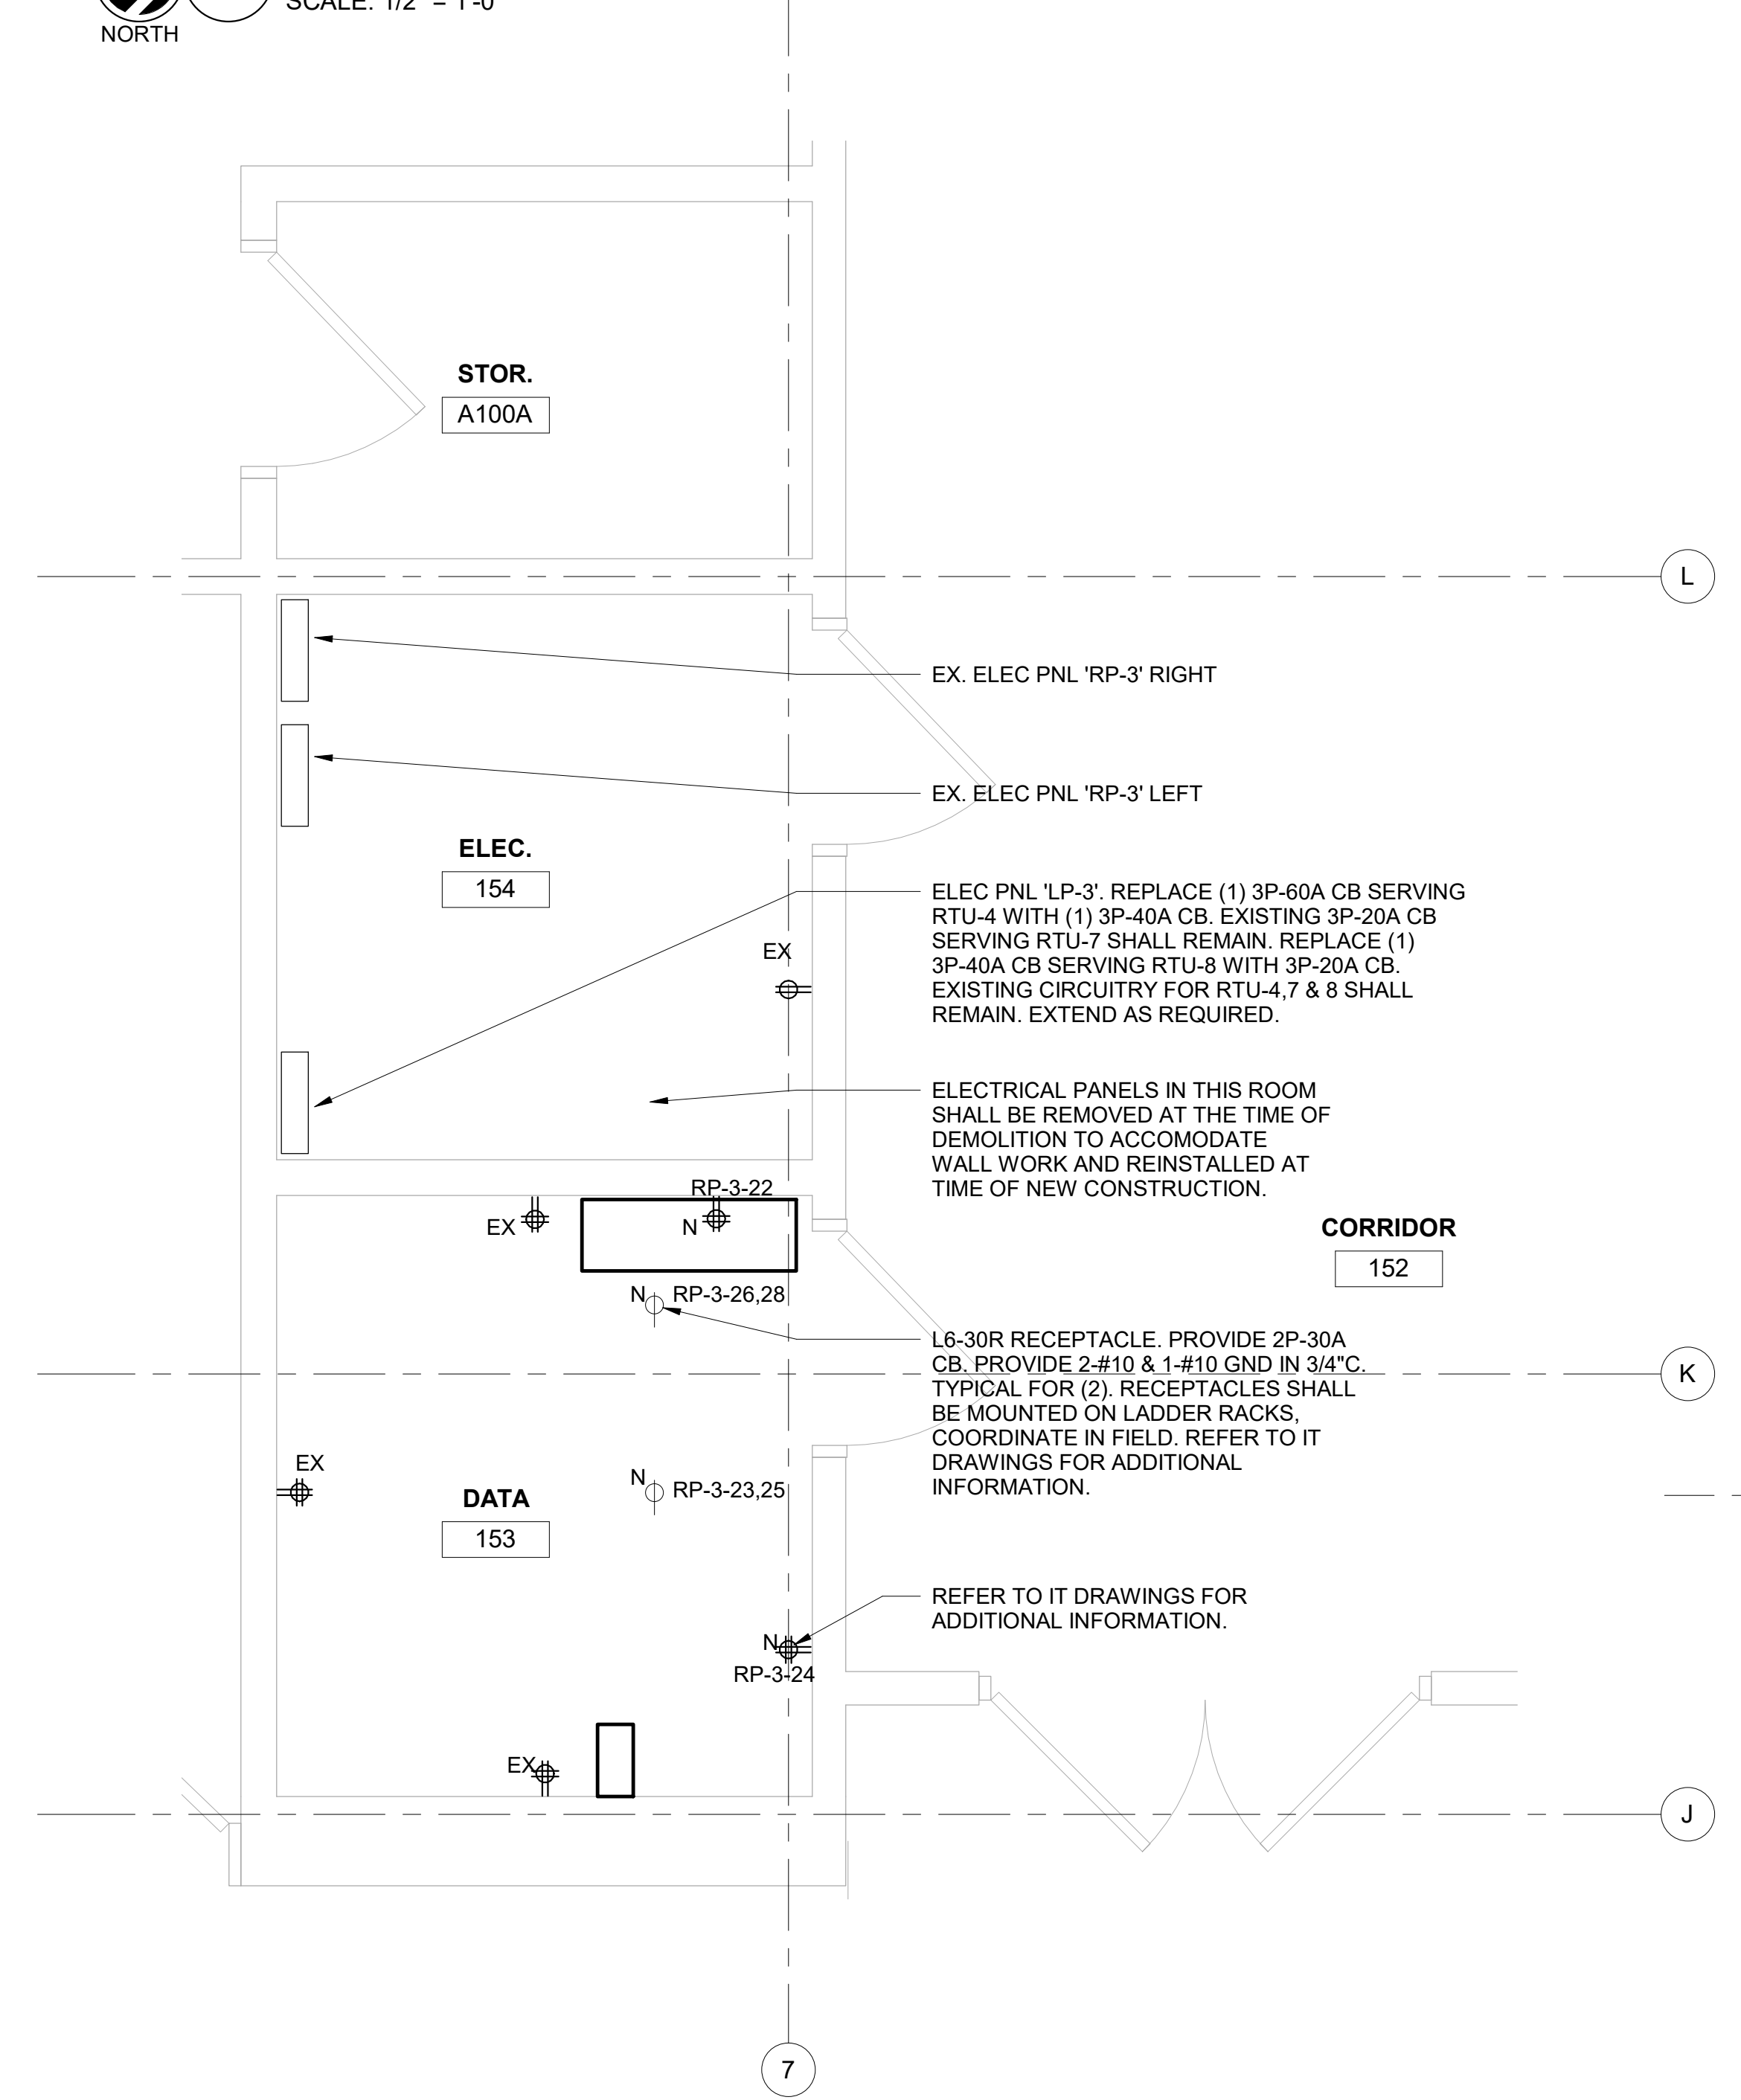 SCALE: 1/2" = 1'-0"
NORTH
STOR.
A100A
L
EX. ELEC PNL 'RP-3' RIGHT
EX. ELEC PNL 'RP-3' LEFT
ELEC.
154
ELEC PNL 'LP-3'. REPLACE (1) 3P-60A CB SERVING
RTU-4 WITH (1) 3P-40A CB. EXISTING 3P-20A CB
SERVING RTU-7 SHALL REMAIN. REPLACE (1)
3P-40A CB SERVING RTU-8 WITH 3P-20A CB.
EXISTING CIRCUITRY FOR RTU-4,7 & 8 SHALL
REMAIN. EXTEND AS REQUIRED.
EX
ELECTRICAL PANELS IN THIS ROOM
SHALL BE REMOVED AT THE TIME OF
DEMOLITION TO ACCOMODATE
WALL WORK AND REINSTALLED AT
TIME OF NEW CONSTRUCTION.
RP-3-22
EX
N
CORRIDOR
152
N RP-3-26,28
L6-30R RECEPTACLE. PROVIDE 2P-30A
CB. PROVIDE 2-#10 & 1-#10 GND IN 3/4"C.
TYPICAL FOR (2). RECEPTACLES SHALL
BE MOUNTED ON LADDER RACKS,
COORDINATE IN FIELD. REFER TO IT
DRAWINGS FOR ADDITIONAL
INFORMATION.
K
EX
N RP-3-23,25
DATA
153
REFER TO IT DRAWINGS FOR
ADDITIONAL INFORMATION.
N
RP-3-24
EX
J
7